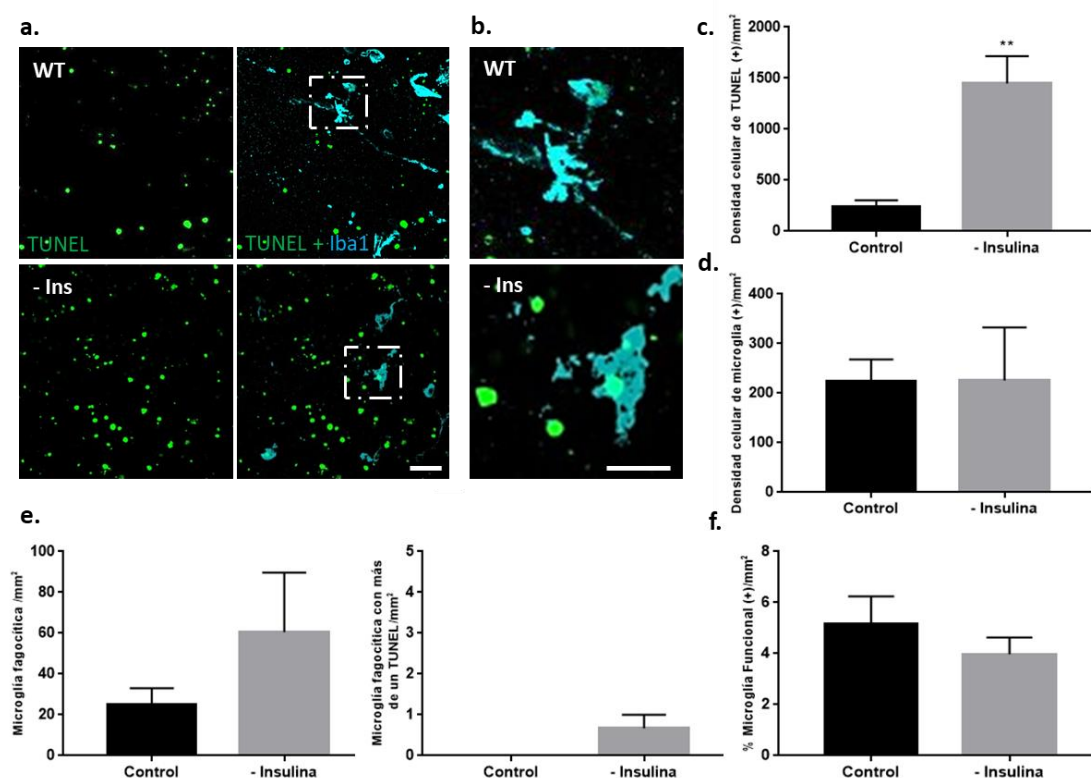 a.
WT
TUNEL
TUNEL + Iba1
- Ins
b.
WT
- Ins
c.
Densidad celular de TUNEL (+)/mm²
2000
1500
1000
500
0
**
Control
- Insulina
d.
Densidad celular de microglía (+)/mm²
400
300
200
100
0
Control
- Insulina
e.
Microglía fagocítica /mm²
100
80
60
40
20
0
Control
- Insulina
Microglía fagocítica con más
de un TUNEL/mm²
5
4
3
2
1
0
Control
- Insulina
f.
% Microglía Funcional (+)/mm²
8
6
4
2
0
Control
- Insulina